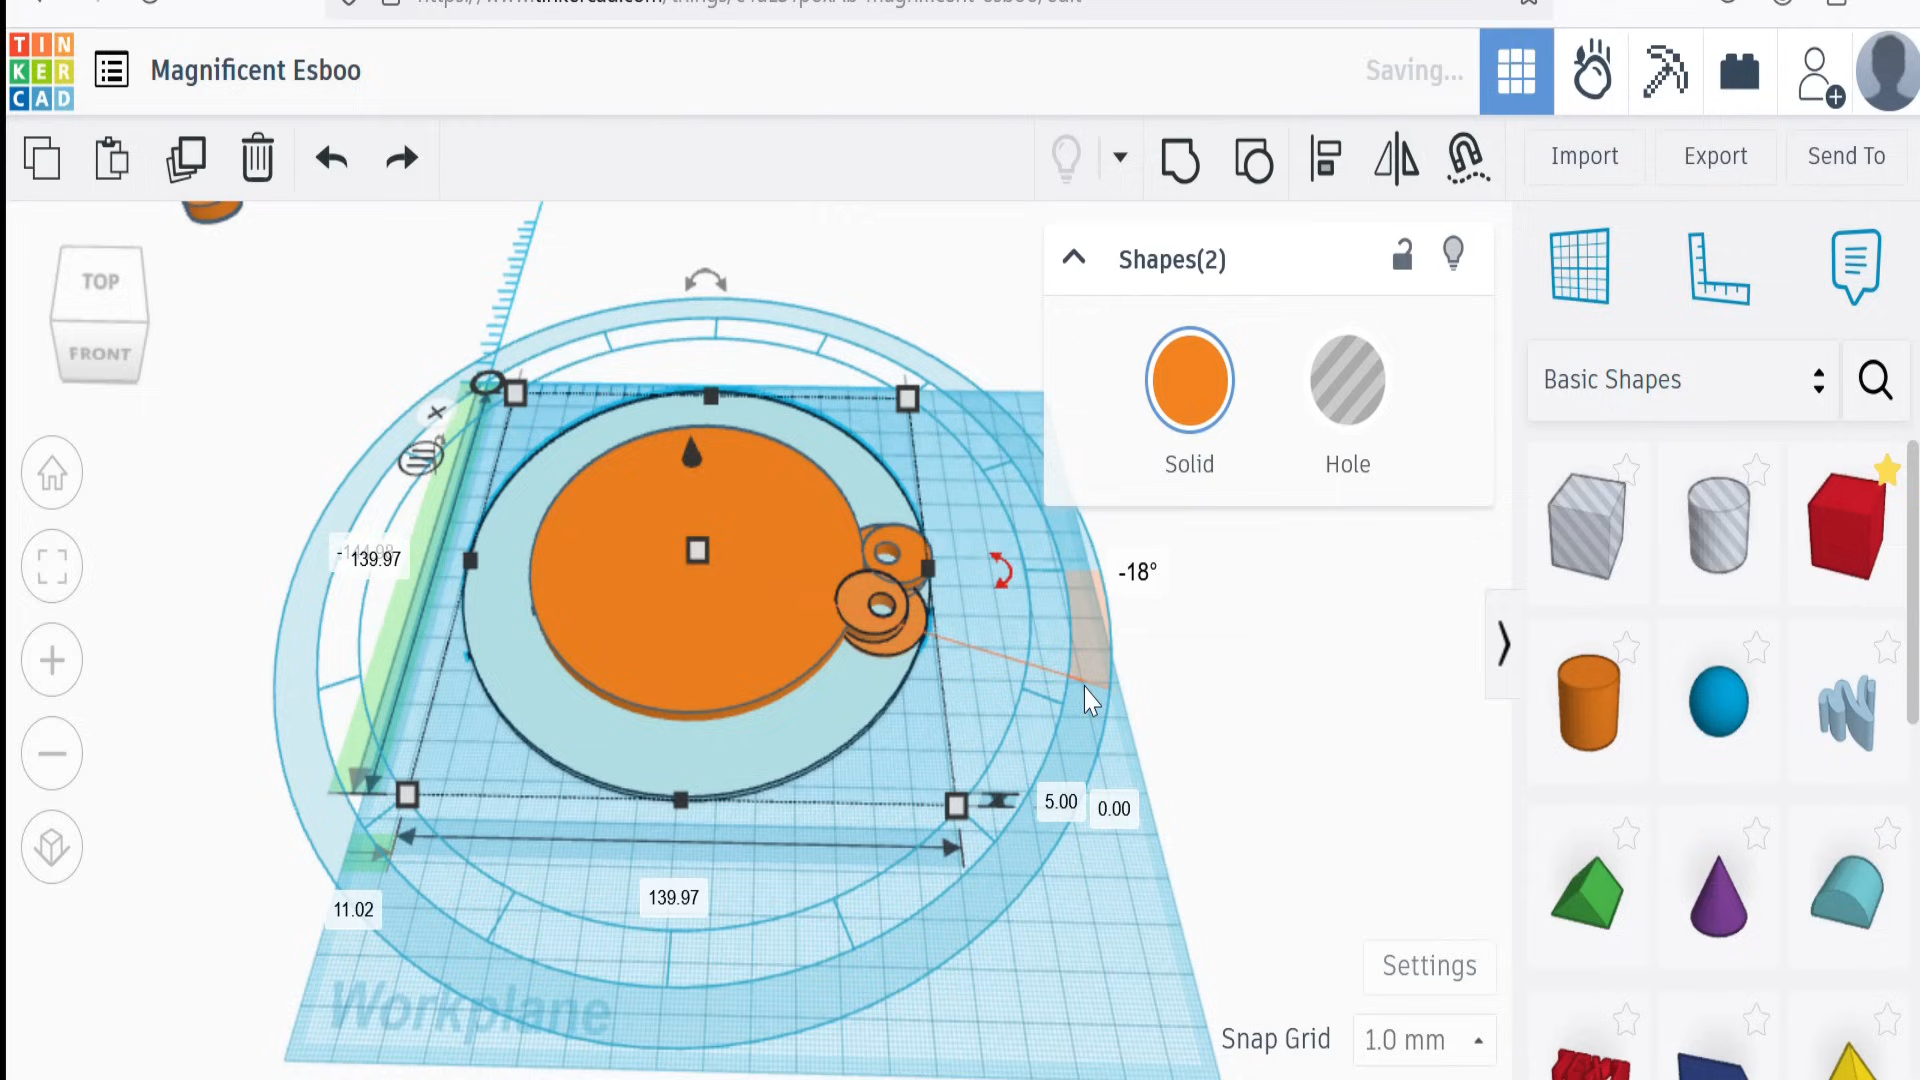 TIN
KER
CAD
Magnificent Esboo
Saving...
Import
Export
Send To
TOP
FRONT
Shapes(2)
Solid
Hole
Basic Shapes
139.97
-18°
5.00
0.00
139.97
11.02
Workplane
Settings
Snap Grid
1.0 mm